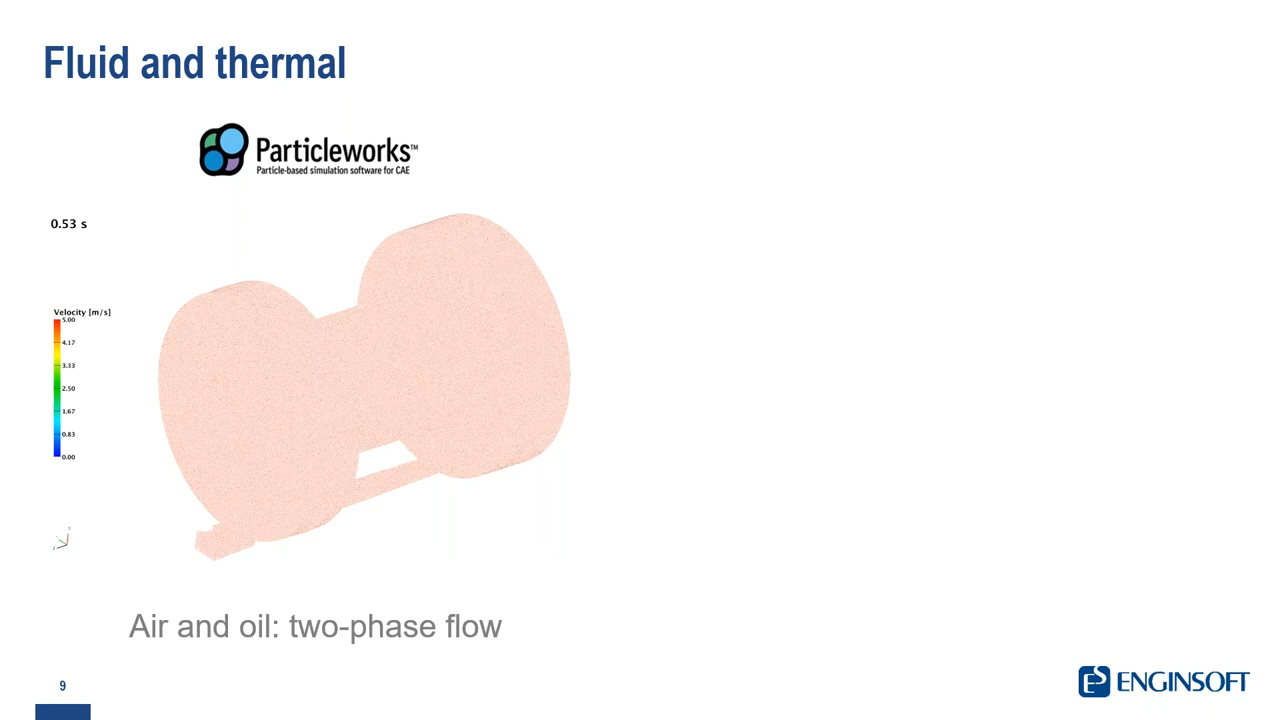 Fluid and thermal
Particleworks™
Particle-based simulation software for CAE
0.53 s
Velocity [m/s]
5.00
4.17
3.33
2.50
1.67
0.83
0.00
Air and oil: two-phase flow
9
ENGINSOFT